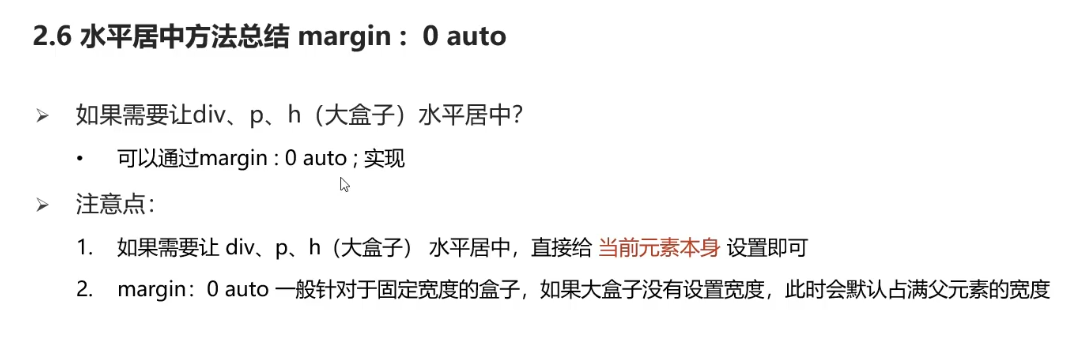 2.6 水平居中方法总结 margin : 0 auto
如果需要让div、p、h（大盒子）水平居中？
可以通过margin : 0 auto ; 实现
注意点：
1. 如果需要让 div、p、h（大盒子） 水平居中，直接给 当前元素本身 设置即可
2. margin：0 auto 一般针对于固定宽度的盒子，如果大盒子没有设置宽度，此时会默认占满父元素的宽度